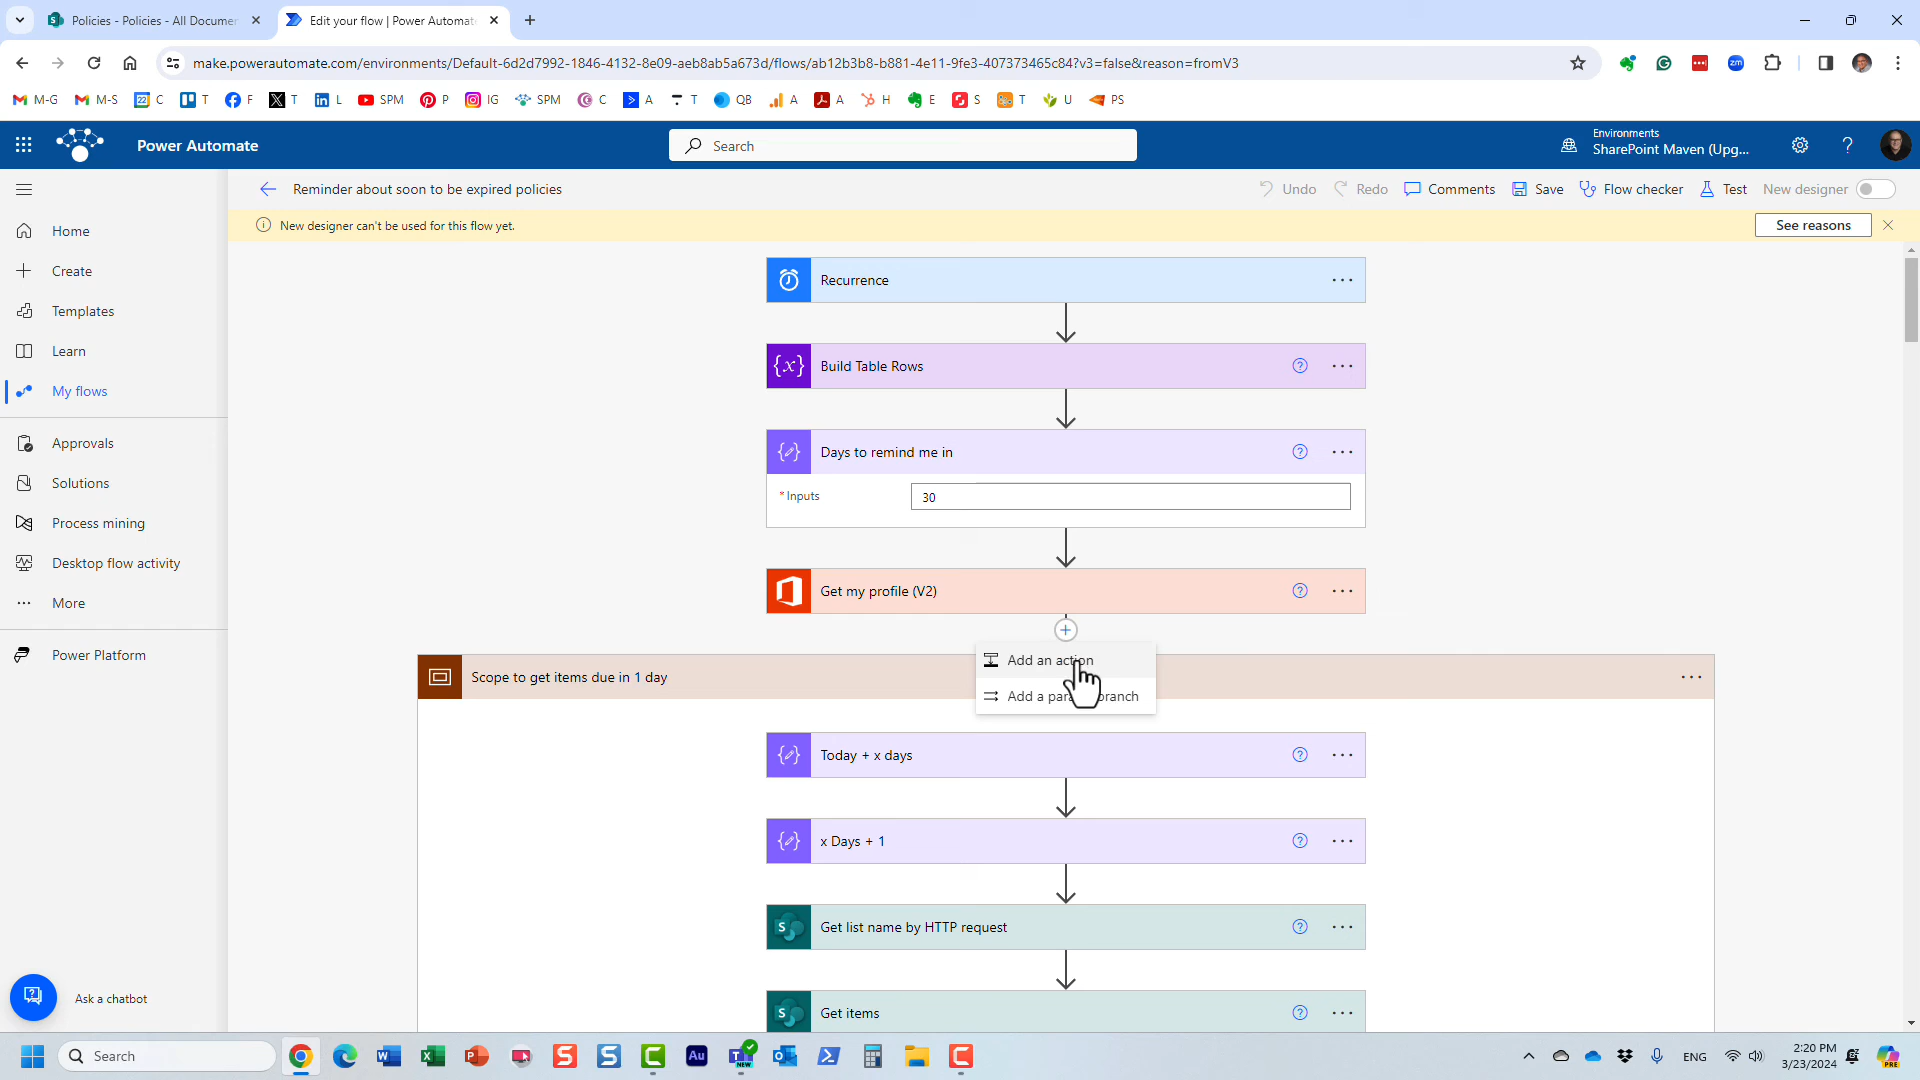 Policies - Policies - All Documen
Edit your flow | Power Automate
make.powerautomate.com/environments/Default-6d2d7992-1846-4132-8e09-aeb8ab5a673d/flows/ab12b3b8-b881-4e11-9fe3-407373465c84?v3=false&reason=fromV3
zm
M-G
M-S
C
T
F
T
L
SPM
P
IG
SPM
C
A
T
QB
A
A
H
E
S
T
U
PS
Power Automate
Search
Environments
SharePoint Maven (Upg...
Reminder about soon to be expired policies
Undo
Redo
Comments
Save
Flow checker
Test
New designer
New designer can't be used for this flow yet.
See reasons
Home
Create
Templates
Learn
My flows
Approvals
Solutions
Process mining
Desktop flow activity
More
Power Platform
Ask a chatbot
Recurrence
Build Table Rows
Days to remind me in
* Inputs
30
Get my profile (V2)
Add an action
Scope to get items due in 1 day
Today + x days
x Days + 1
Get list name by HTTP request
Get items
Search
ENG
2:20 PM
3/23/2024